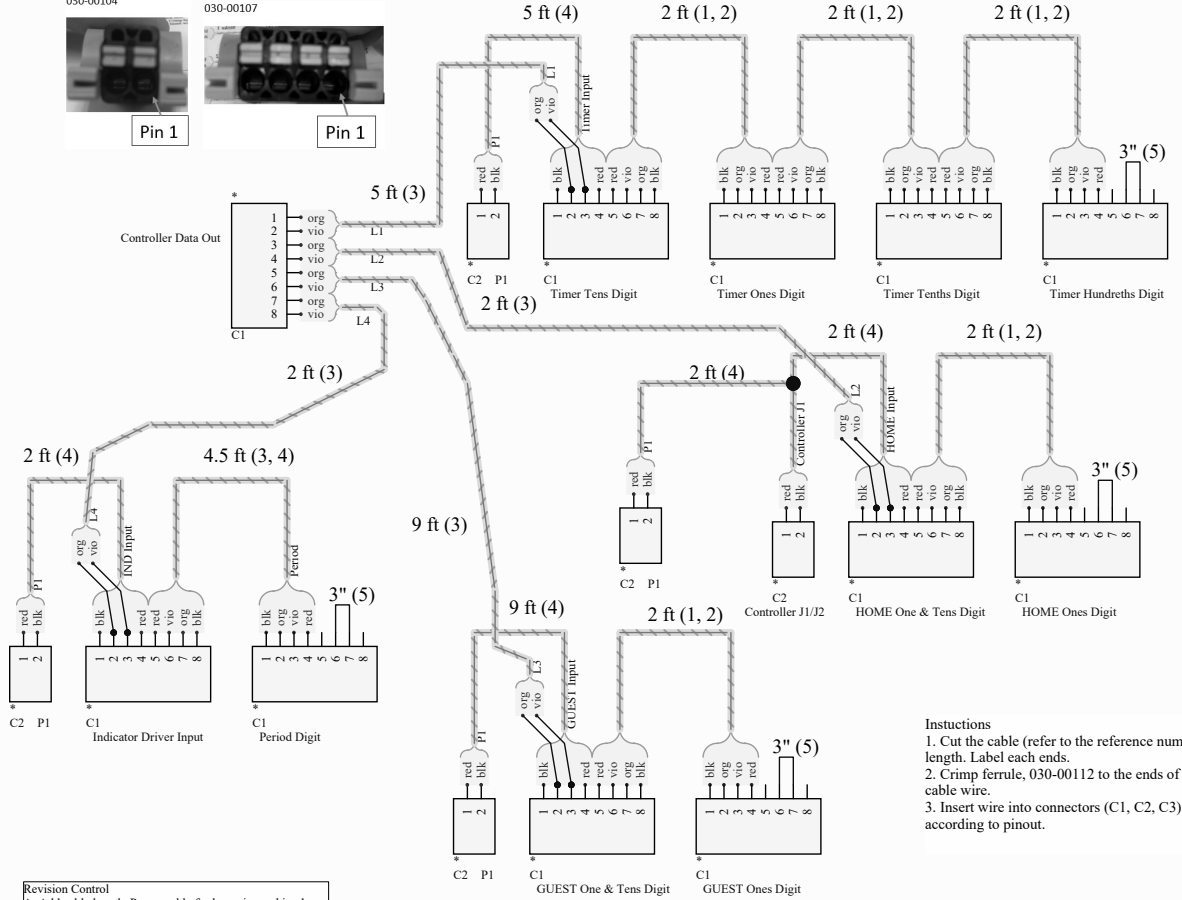 030-00104
030-00107
Pin 1
Pin 1
5 ft (4)
2 ft (1, 2)
2 ft (1, 2)
2 ft (1, 2)
L1
Timer Input
org
vio
P1
red
blk
blk
red
red
vio
org
blk
blk
org
vio
red
red
vio
org
blk
blk
org
vio
red
red
vio
org
blk
blk
org
vio
red
3" (5)
1 2
1 2 3 4 5 6 7 8
1 2 3 4 5 6 7 8
1 2 3 4 5 6 7 8
1 2 3 4 5 6 7 8
*
C2 P1
*
C1
Timer Tens Digit
*
C1
Timer Ones Digit
*
C1
Timer Tenths Digit
*
C1
Timer Hundreths Digit
5 ft (3)
*
Controller Data Out
1 org
2 vio
3 org
4 vio
5 org
6 vio
7 org
8 vio
L1
L2
L3
L4
C1
2 ft (3)
2 ft (3)
2 ft (4)
2 ft (4)
2 ft (1, 2)
P1
red
blk
Controller J1
red
blk
L2
org
vio
HOME Input
blk
red
red
vio
org
blk
blk
org
vio
red
3" (5)
1 2
1 2
1 2 3 4 5 6 7 8
1 2 3 4 5 6 7 8
*
C2 P1
*
C2
Controller J1/J2
*
C1
HOME One & Tens Digit
*
C1
HOME Ones Digit
2 ft (4)
4.5 ft (3, 4)
9 ft (3)
P1
red
blk
L4
org
vio
IND Input
blk
red
red
vio
org
blk
Period
blk
org
vio
red
3" (5)
1 2
1 2 3 4 5 6 7 8
1 2 3 4 5 6 7 8
*
C2 P1
*
C1
Indicator Driver Input
*
C1
Period Digit
9 ft (4)
2 ft (1, 2)
P1
red
blk
L3
org
vio
GUEST Input
blk
red
red
vio
org
blk
blk
org
vio
red
3" (5)
1 2
1 2 3 4 5 6 7 8
1 2 3 4 5 6 7 8
*
C2 P1
*
C1
GUEST One & Tens Digit
*
C1
GUEST Ones Digit
Instuctions
1. Cut the cable (refer to the reference num
length. Label each ends.
2. Crimp ferrule, 030-00112 to the ends of
cable wire.
3. Insert wire into connectors (C1, C2, C3)
according to pinout.
Revision Control